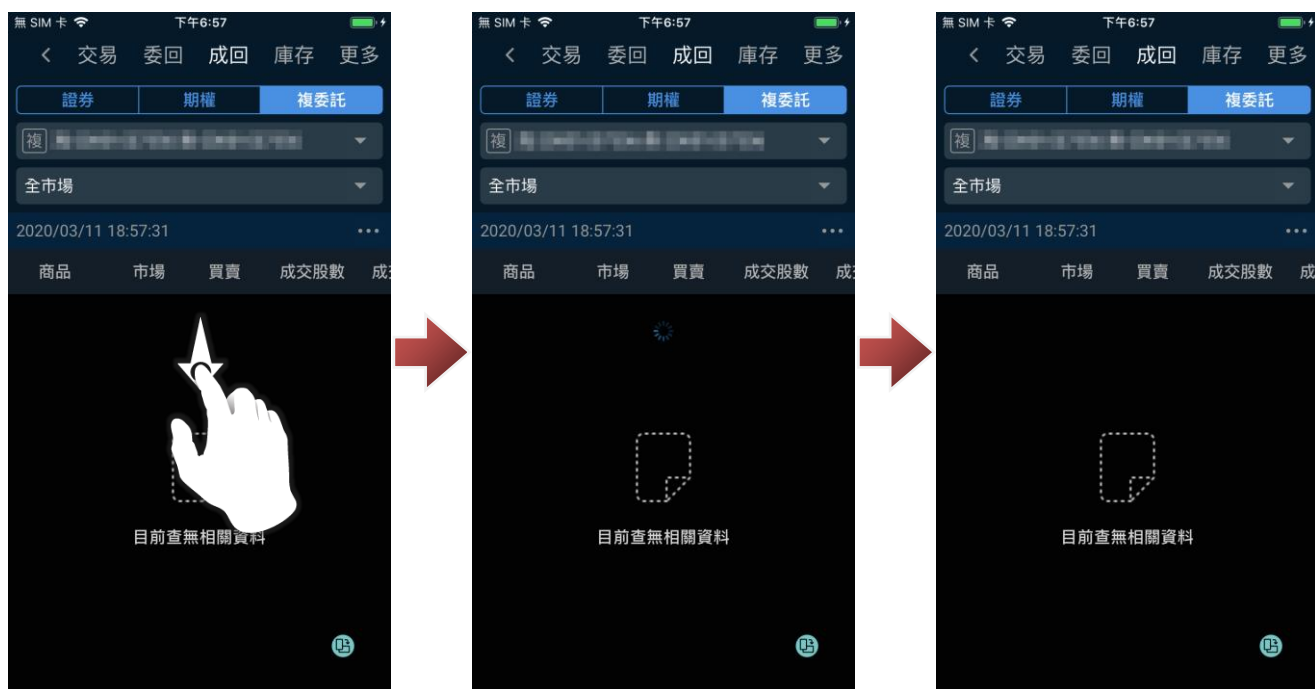 無 SIM 卡 下午6:57
交易 委回 成回 庫存 更多
證券 期權 複委託
複
全市場
2020/03/11 18:57:31
商品 市場 買賣 成交股數 成
目前查無相關資料
無 SIM 卡 下午6:57
交易 委回 成回 庫存 更多
證券 期權 複委託
複
全市場
2020/03/11 18:57:31
商品 市場 買賣 成交股數 成
目前查無相關資料
無 SIM 卡 下午6:57
交易 委回 成回 庫存 更多
證券 期權 複委託
複
全市場
2020/03/11 18:57:31
商品 市場 買賣 成交股數 成
目前查無相關資料